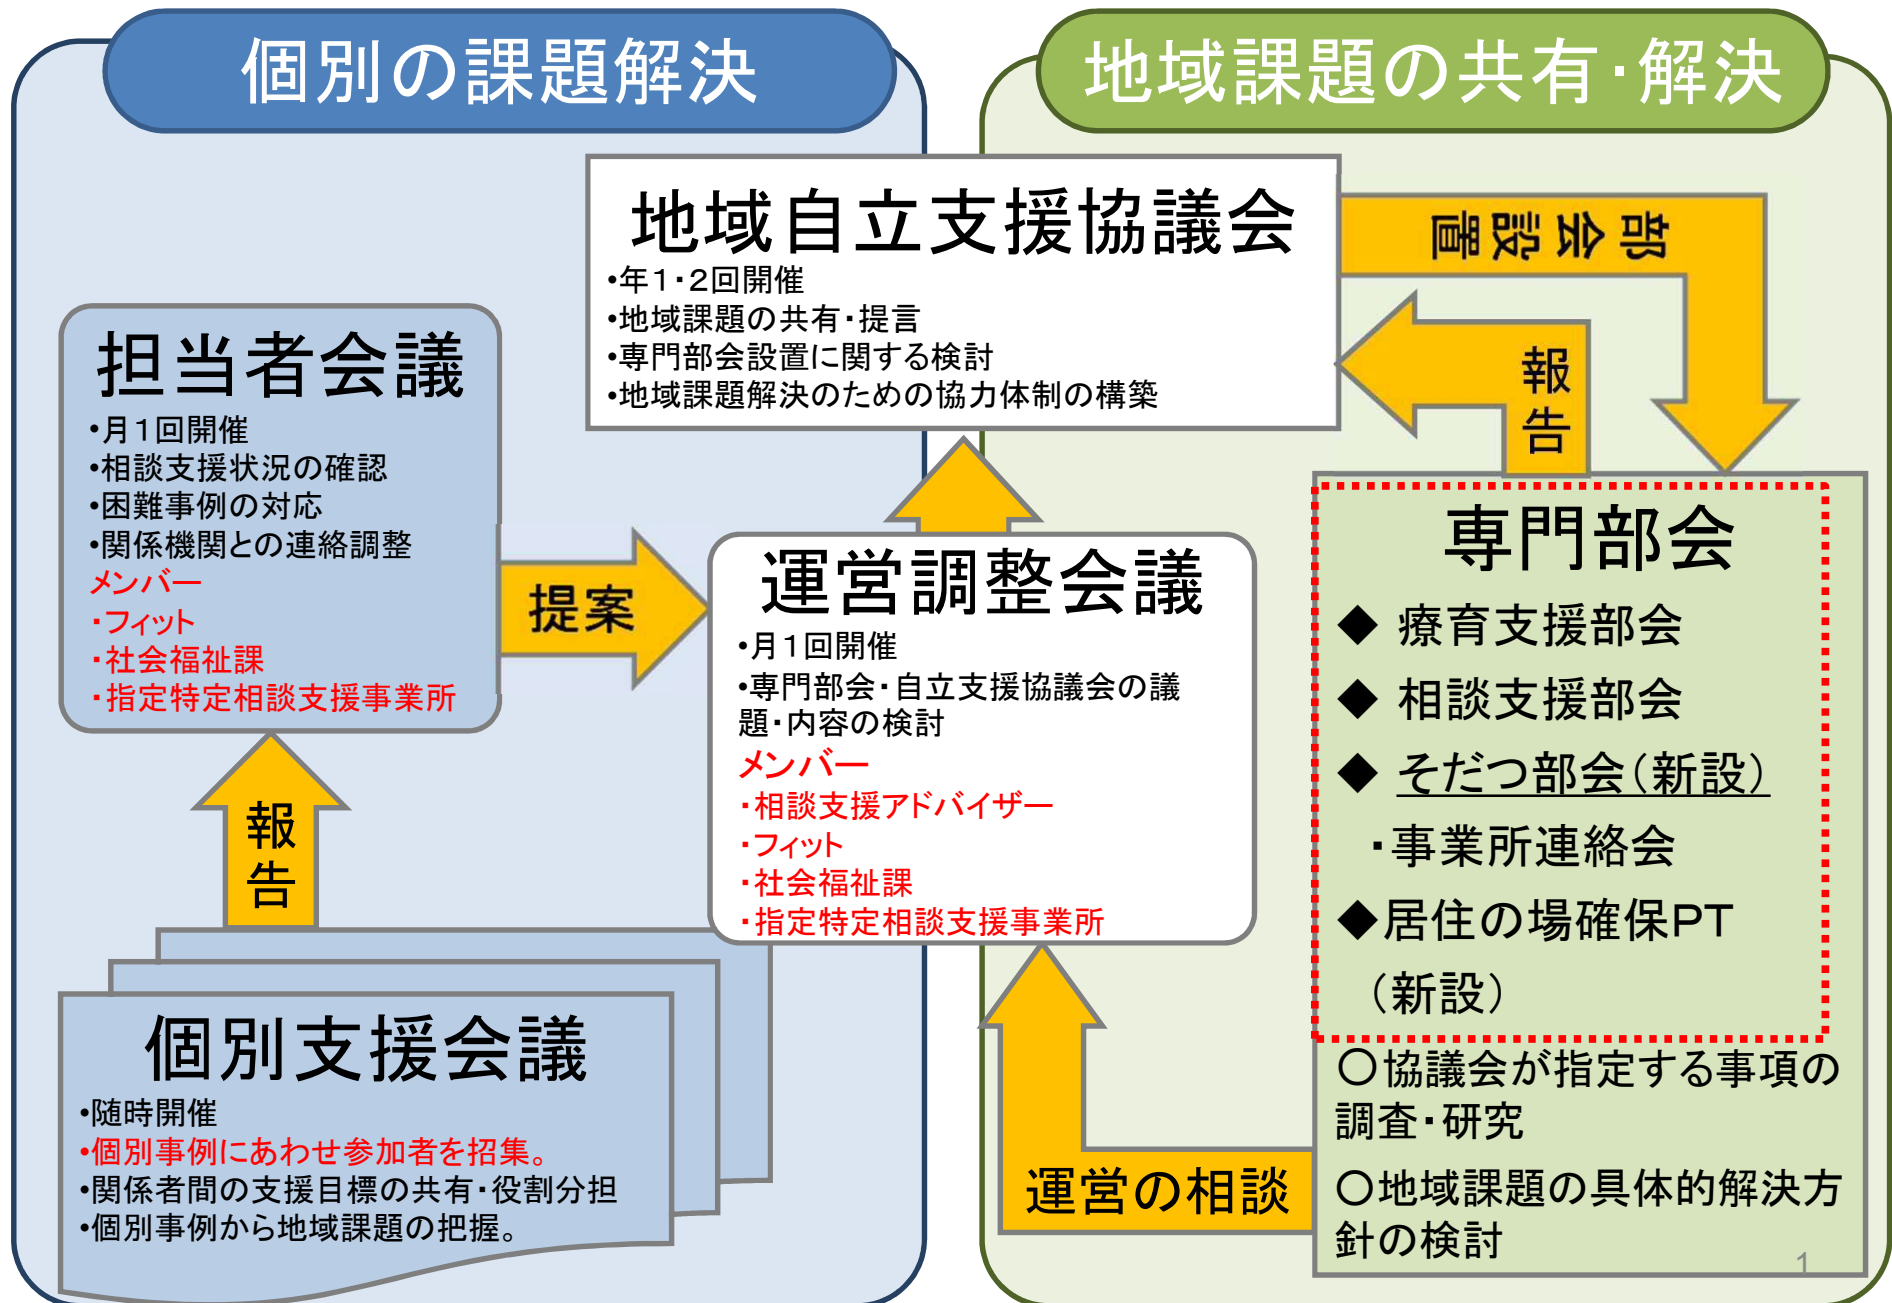 個別の課題解決
地域課題の共有・解決
地域自立支援協議会
•年１・２回開催
•地域課題の共有・提言
•専門部会設置に関する検討
•地域課題解決のための協力体制の構築
部会設置
報告
担当者会議
•月１回開催
•相談支援状況の確認
•困難事例の対応
•関係機関との連絡調整
メンバー
・フィット
・社会福祉課
・指定特定相談支援事業所
提案
運営調整会議
•月１回開催
•専門部会・自立支援協議会の議
題・内容の検討
メンバー
・相談支援アドバイザー
・フィット
・社会福祉課
・指定特定相談支援事業所
報告
個別支援会議
•随時開催
•個別事例にあわせ参加者を招集。
•関係者間の支援目標の共有・役割分担
•個別事例から地域課題の把握。
専門部会
◆ 療育支援部会
◆ 相談支援部会
◆ そだつ部会（新設）
・事業所連絡会
◆居住の場確保PT
（新設）
〇協議会が指定する事項の
調査・研究
〇地域課題の具体的解決方
針の検討
運営の相談
1